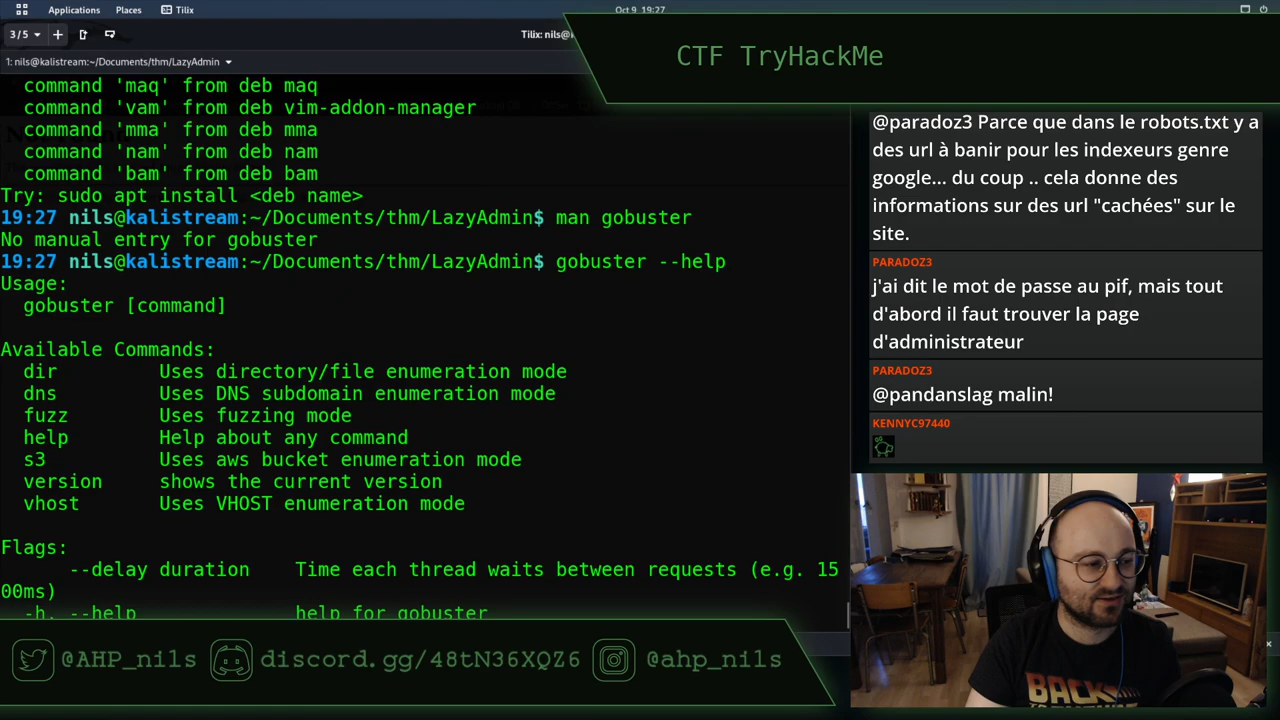 Applications Places Tilix
Oct 9 19:27
3/5
Tilix: nils@
1: nils@kalistream:~/Documents/thm/LazyAdmin
CTF TryHackMe
command 'maq' from deb maq
command 'vam' from deb vim-addon-manager
command 'mma' from deb mma
command 'nam' from deb nam
command 'bam' from deb bam
Try: sudo apt install <deb name>
19:27 nils@kalistream:~/Documents/thm/LazyAdmin$ man gobuster
No manual entry for gobuster
19:27 nils@kalistream:~/Documents/thm/LazyAdmin$ gobuster --help
Usage:
gobuster [command]
Available Commands:
dir Uses directory/file enumeration mode
dns Uses DNS subdomain enumeration mode
fuzz Uses fuzzing mode
help Help about any command
s3 Uses aws bucket enumeration mode
version shows the current version
vhost Uses VHOST enumeration mode
Flags:
--delay duration Time each thread waits between requests (e.g. 15
00ms)
-h, --help help for gobuster
@paradoz3 Parce que dans le robots.txt y a
des url à banir pour les indexeurs genre
google... du coup .. cela donne des
informations sur des url "cachées" sur le
site.
PARADOZ3
j'ai dit le mot de passe au pif, mais tout
d'abord il faut trouver la page
d'administrateur
PARADOZ3
@pandanslag malin!
KENNYC97440
BACK
@AHP_nils discord.gg/48tN36XQZ6 @ahp_nils